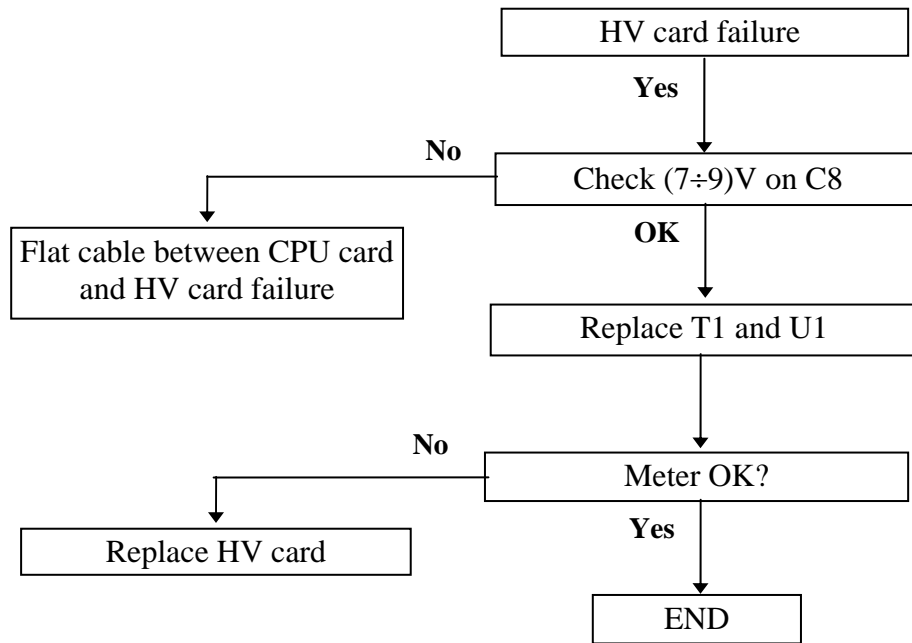 HV card failure
Yes
No
Check (7÷9)V on C8
OK
Flat cable between CPU card
and HV card failure
Replace T1 and U1
No
Meter OK?
Yes
Replace HV card
END